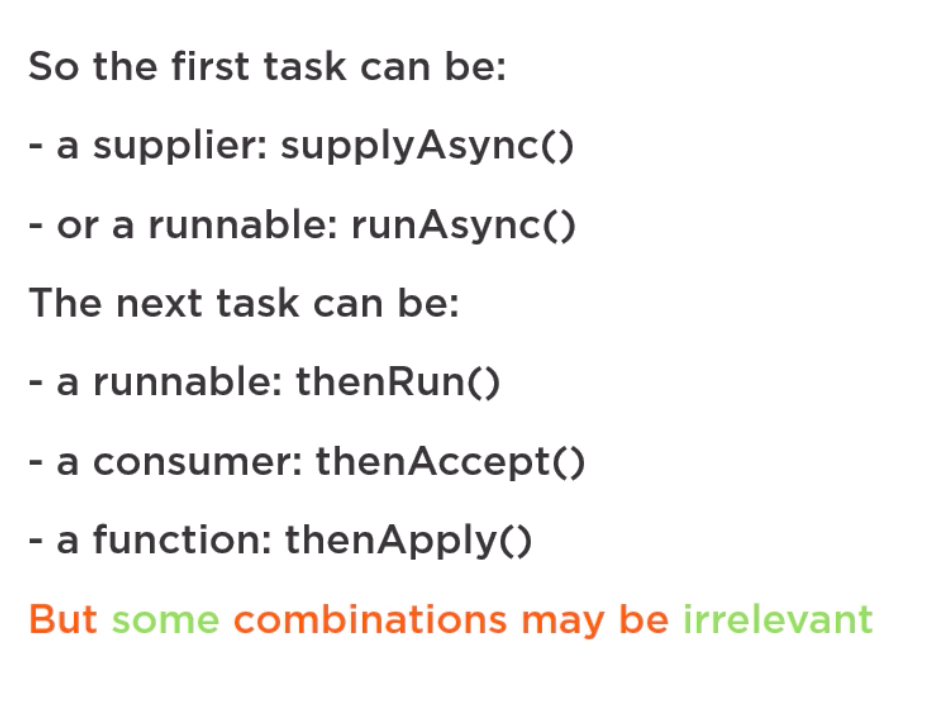 So the first task can be:
- a supplier: supplyAsync()
- or a runnable: runAsync()
The next task can be:
- a runnable: thenRun()
- a consumer: thenAccept()
- a function: thenApply()
But some combinations may be irrelevant